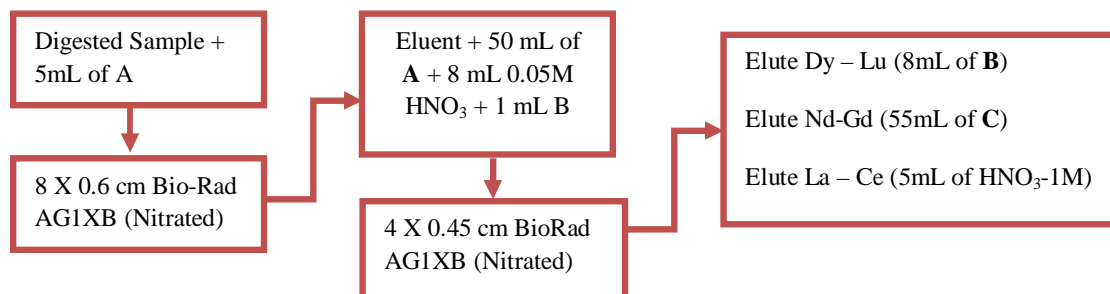 Digested Sample +
5mL of A
8 X 0.6 cm Bio-Rad
AG1XB (Nitrated)
Eluent + 50 mL of
A + 8 mL 0.05M
HNO₃ + 1 mL B
4 X 0.45 cm BioRad
AG1XB (Nitrated)
Elute Dy – Lu (8mL of B)
Elute Nd-Gd (55mL of C)
Elute La – Ce (5mL of HNO₃-1M)